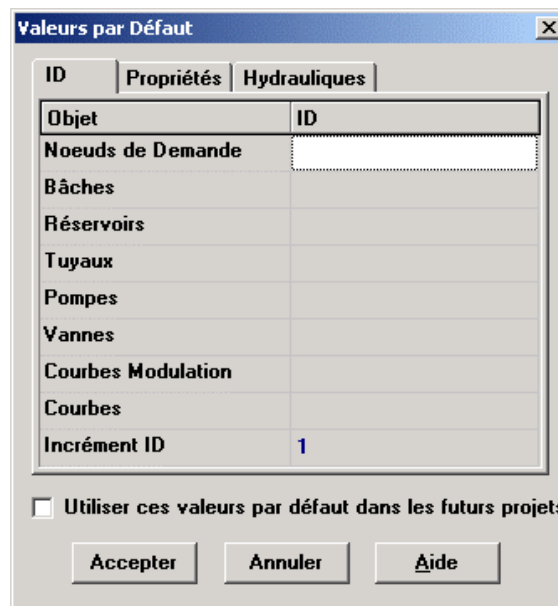 Valeurs par Défaut
ID Propriétés Hydrauliques
Objet ID
Noeuds de Demande
Bâches
Réservoirs
Tuyaux
Pompes
Vannes
Courbes Modulation
Courbes
Incrément ID 1
Utiliser ces valeurs par défaut dans les futurs projets
Accepter Annuler Aide